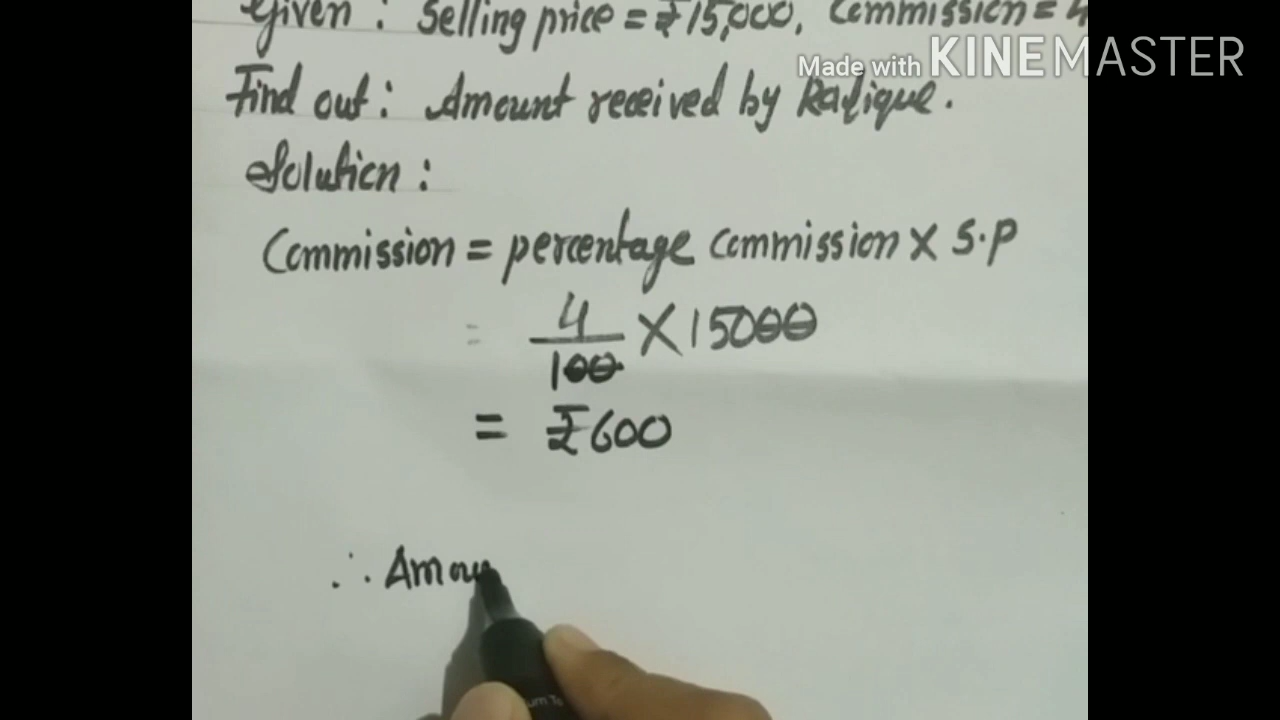 Given : Selling price = ₹15,000, Commission = 4
Made with KINEMASTER
Find out : Amount received by Rafique.
Solution :
Commission = percentage commission X S.P
= 4/100 X 15000
= ₹600
∴ Amou